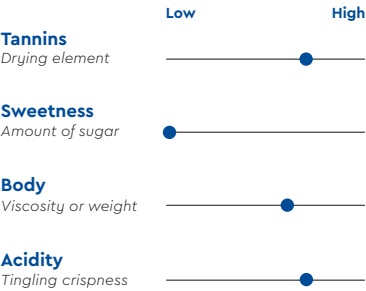 Low High
Tannins
Drying element
Sweetness
Amount of sugar
Body
Viscosity or weight
Acidity
Tingling crispness